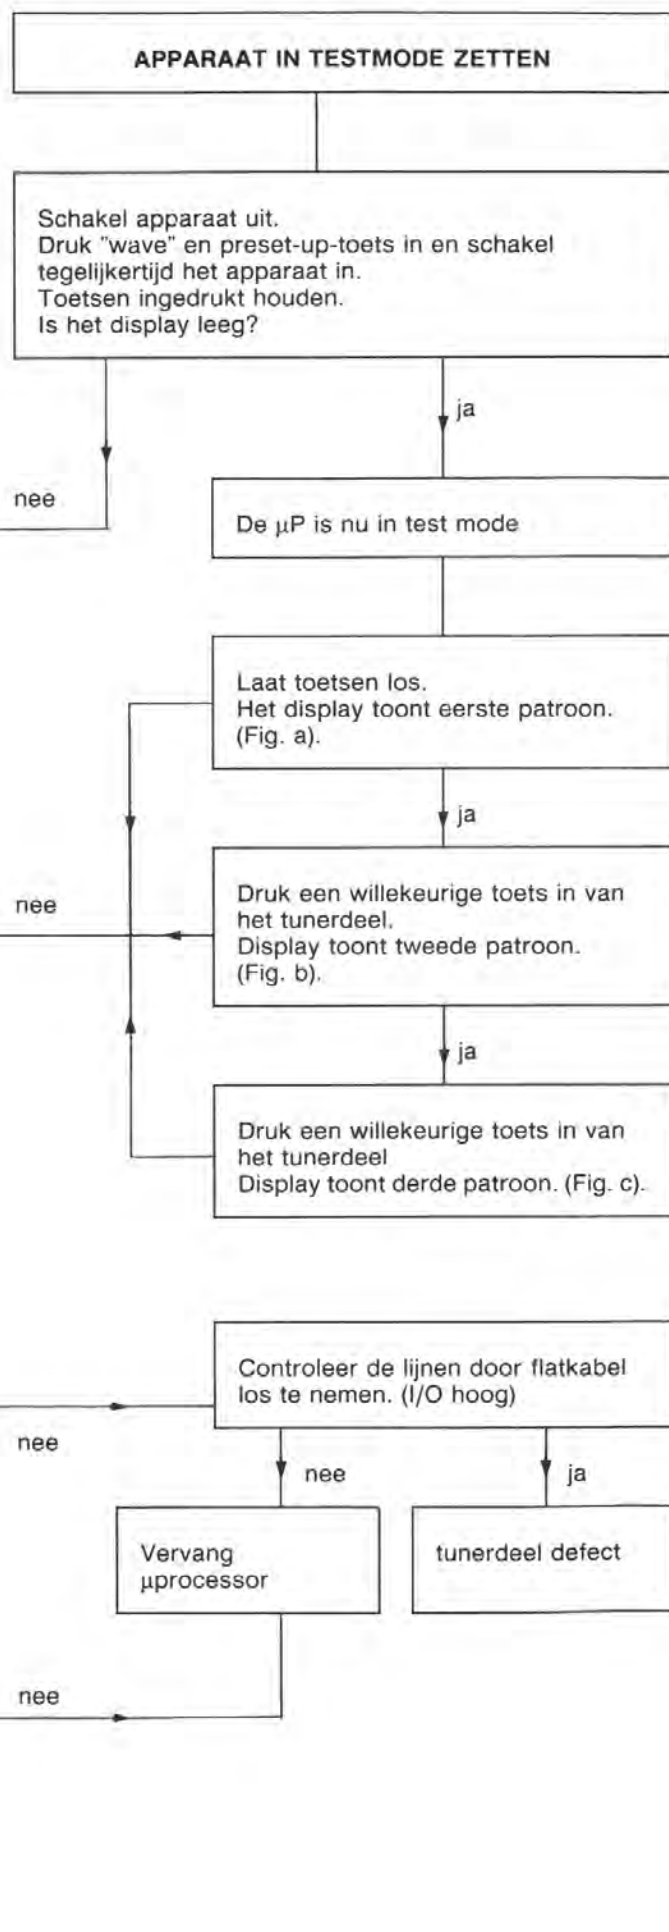 APPARAAT IN TESTMODE ZETTEN
Schakel apparaat uit.
Druk "wave" en preset-up-toets in en schakel
tegelijkertijd het apparaat in.
Toetsen ingedrukt houden.
Is het display leeg?
ja
nee
De µP is nu in test mode
Laat toetsen los.
Het display toont eerste patroon.
(Fig. a).
ja
nee
Druk een willekeurige toets in van
het tunerdeel.
Display toont tweede patroon.
(Fig. b).
ja
Druk een willekeurige toets in van
het tunerdeel
Display toont derde patroon. (Fig. c).
Controleer de lijnen door flatkabel
los te nemen. (I/O hoog)
nee
nee
ja
Vervang
µprocessor
tunerdeel defect
nee